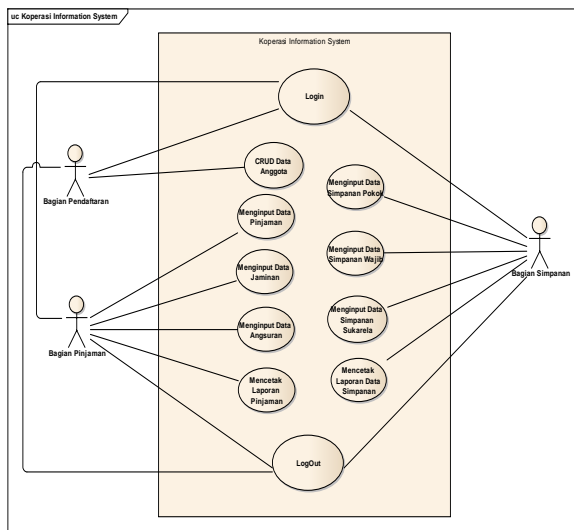 uc Koperasi Information System
Koperasi Information System
Login
CRUD Data
Anggota
Bagian Pendaftaran
Menginput Data
Simpanan Pokok
Menginput Data
Pinjaman
Menginput Data
Simpanan Wajib
Bagian Simpanan
Menginput Data
Jaminan
Menginput Data
Simpanan
Sukarela
Menginput Data
Angsuran
Bagian Pinjaman
Mencetak
Laporan Data
Simpanan
Mencetak
Laporan
Pinjaman
LogOut